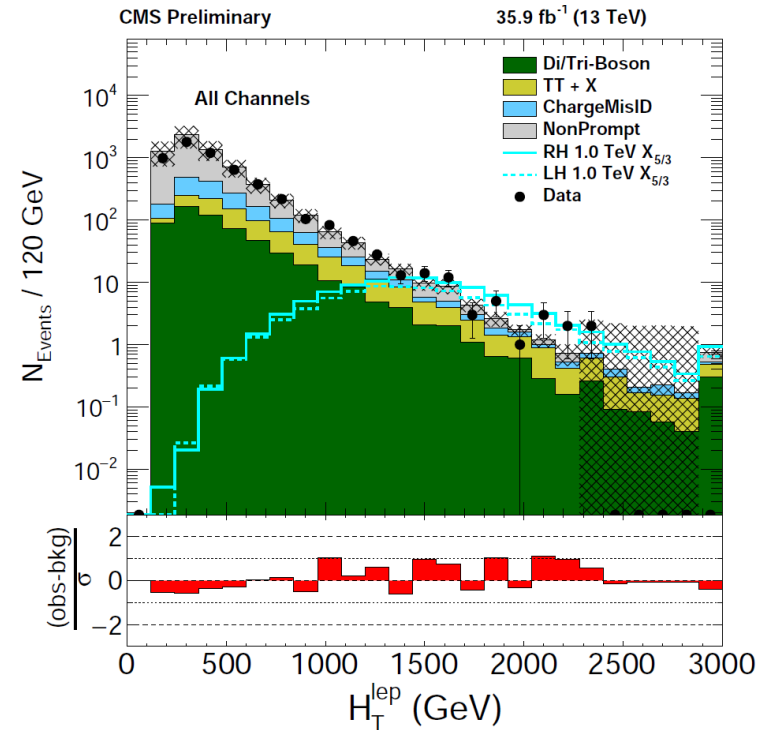 CMS Preliminary 35.9 fb⁻¹ (13 TeV)
All Channels
Di/Tri-Boson
TT + X
ChargeMisID
NonPrompt
RH 1.0 TeV X₅/₃
LH 1.0 TeV X₅/₃
Data
N_Events / 120 GeV
10⁴
10³
10²
10
1
10⁻¹
10⁻²
(obs-bkg)
σ
2
0
−2
0 500 1000 1500 2000 2500 3000
H_T^lep (GeV)